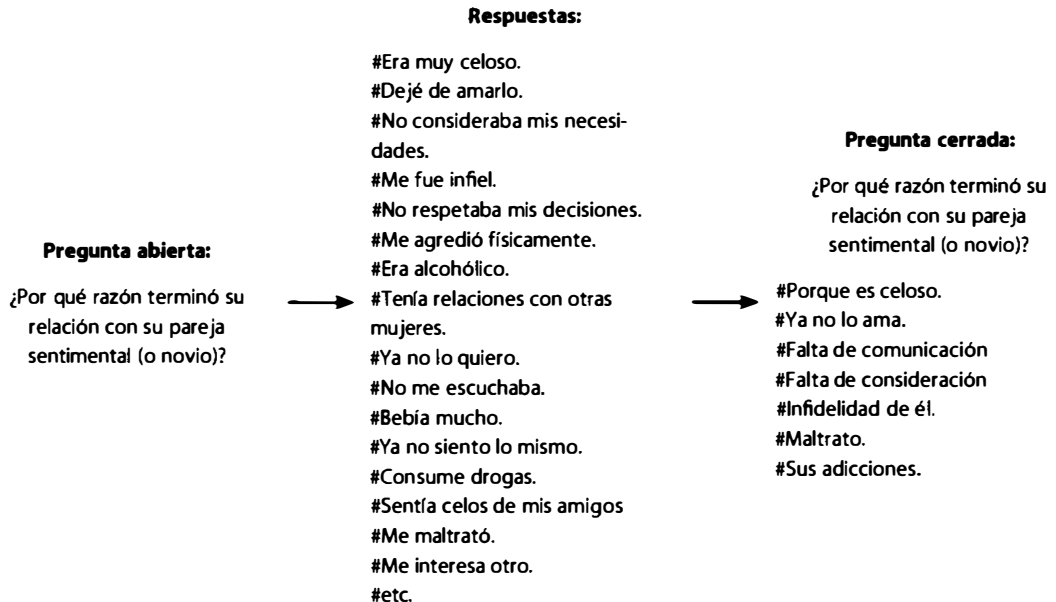 Pregunta abierta:
¿Por qué razón terminó su
relación con su pareja
sentimental (o novio)?
Respuestas:
#Era muy celoso.
#Dejé de amarlo.
#No consideraba mis necesi-
dades.
#Me fue infiel.
#No respetaba mis decisiones.
#Me agredió físicamente.
#Era alcohólico.
#Tenía relaciones con otras
mujeres.
#Ya no lo quiero.
#No me escuchaba.
#Bebía mucho.
#Ya no siento lo mismo.
#Consume drogas.
#Sentía celos de mis amigos
#Me maltrató.
#Me interesa otro.
#etc.
Pregunta cerrada:
¿Por qué razón terminó su
relación con su pareja
sentimental (o novio)?
#Porque es celoso.
#Ya no lo ama.
#Falta de comunicación
#Falta de consideración
#Infidelidad de él.
#Maltrato.
#Sus adicciones.